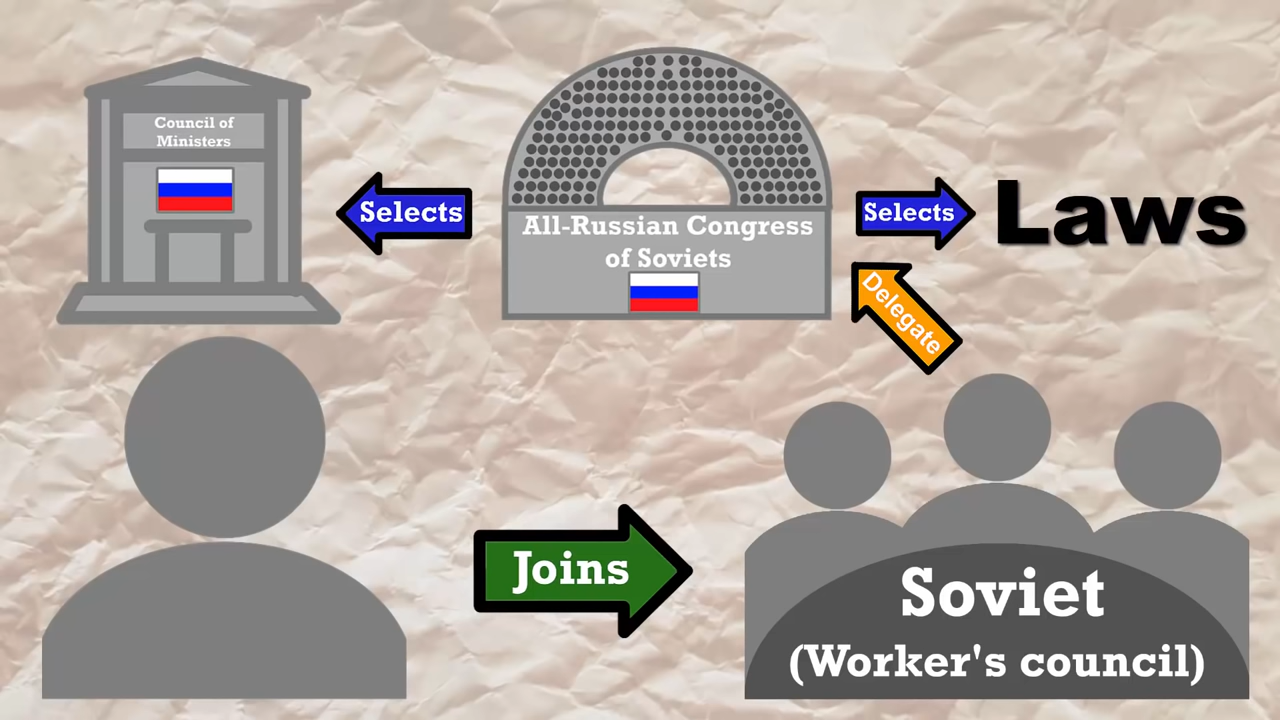 Council of
Ministers
Selects
All-Russian Congress
of Soviets
Selects
Laws
Delegate
Joins
Soviet
(Worker's council)